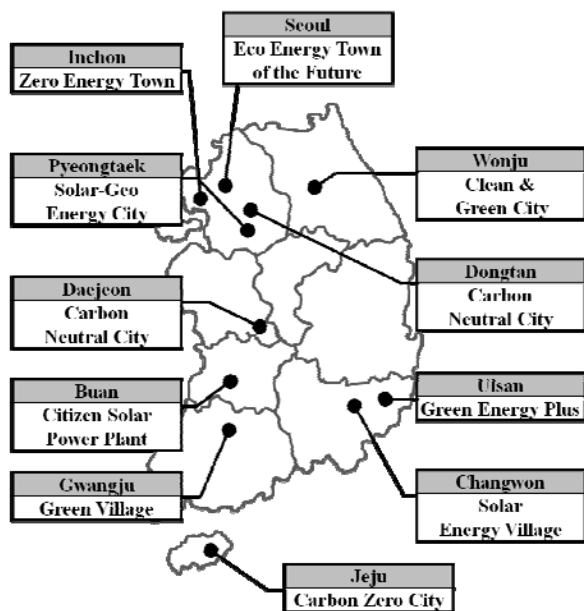 Seoul
Eco Energy Town
of the Future
Inchon
Zero Energy Town
Pyeongtaek
Solar-Geo
Energy City
Wonju
Clean &
Green City
Daejeon
Carbon
Neutral City
Dongtan
Carbon
Neutral City
Buan
Citizen Solar
Power Plant
Ulsan
Green Energy Plus
Gwangju
Green Village
Changwon
Solar
Energy Village
Jeju
Carbon Zero City